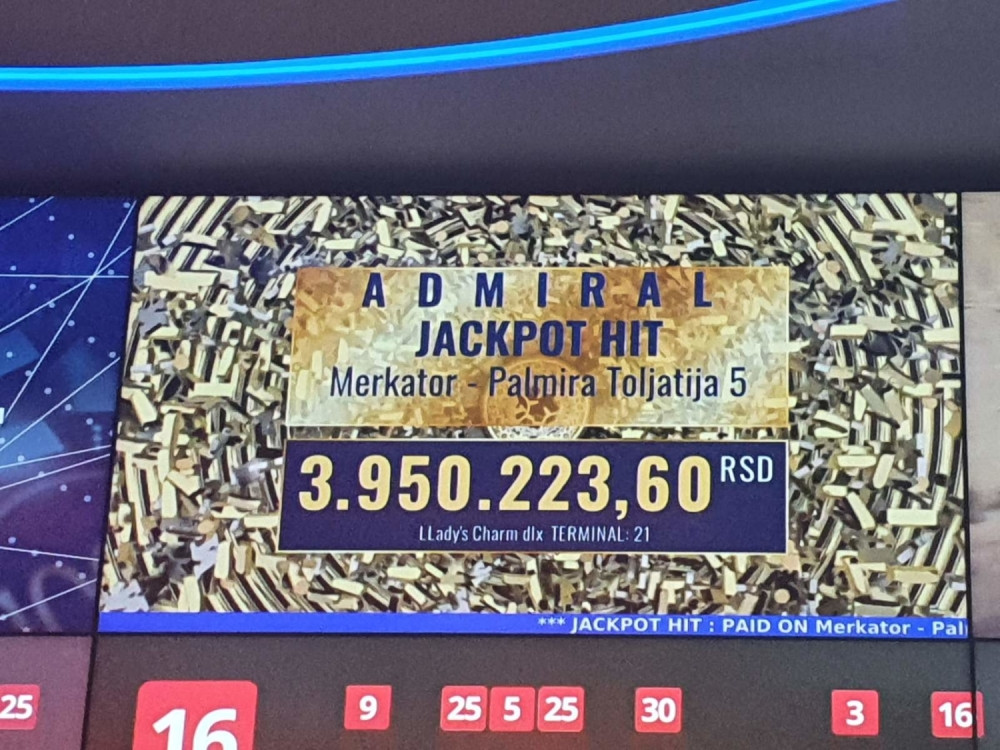 A D M I R A L
JACKPOT HIT
Merkator - Palmira Toljatija 5
3.950.223,60 RSD
LLady's Charm dlx TERMINAL: 21
*** JACKPOT HIT : PAID ON Merkator - Pal
25 16 9 25 5 25 30 3 16